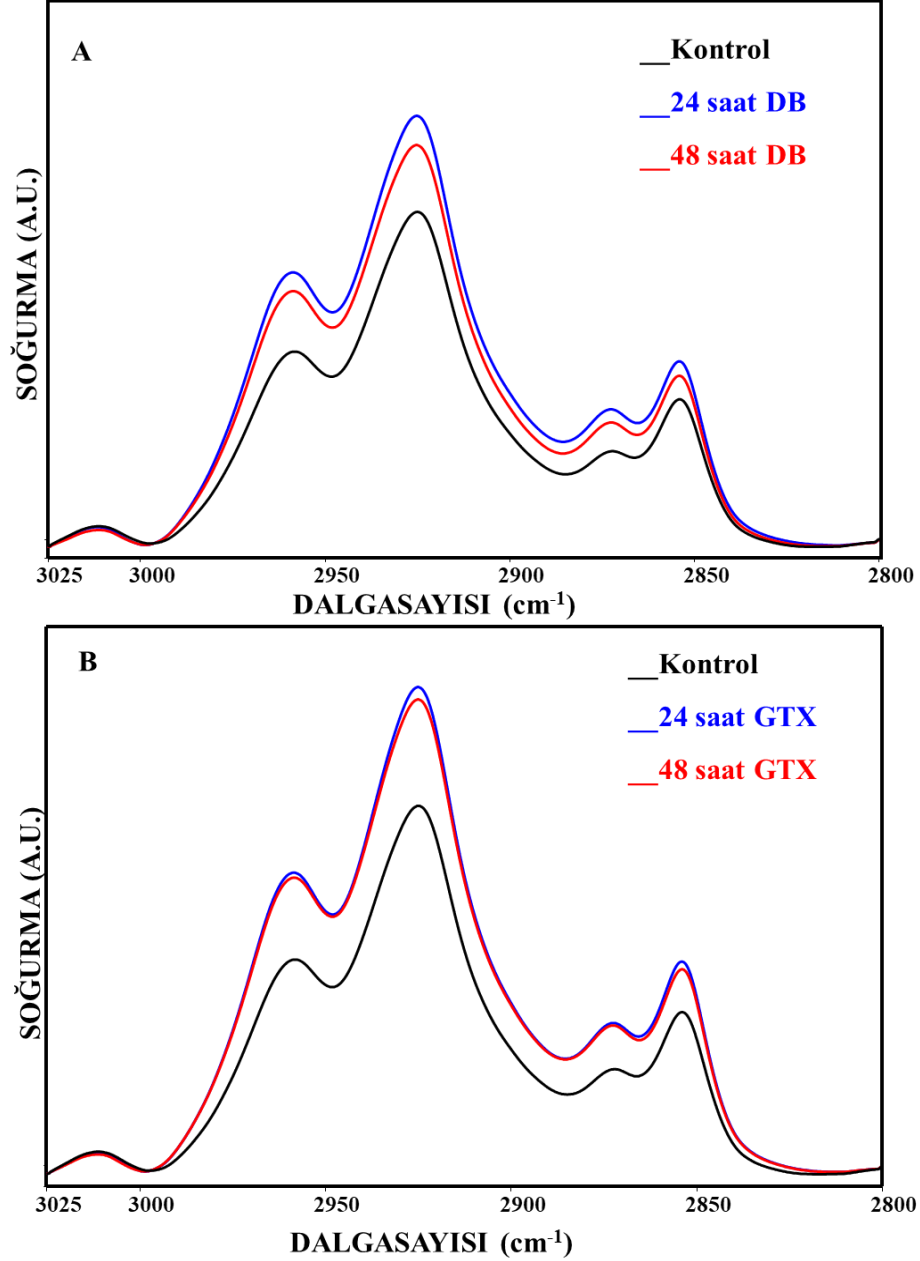 A
__Kontrol
__24 saat DB
__48 saat DB
SOĞURMA (A.U.)
3025 3000 2950 2900 2850 2800
DALGASAYISI (cm⁻¹)
B
__Kontrol
__24 saat GTX
__48 saat GTX
SOĞURMA (A.U.)
3025 3000 2950 2900 2850 2800
DALGASAYISI (cm⁻¹)